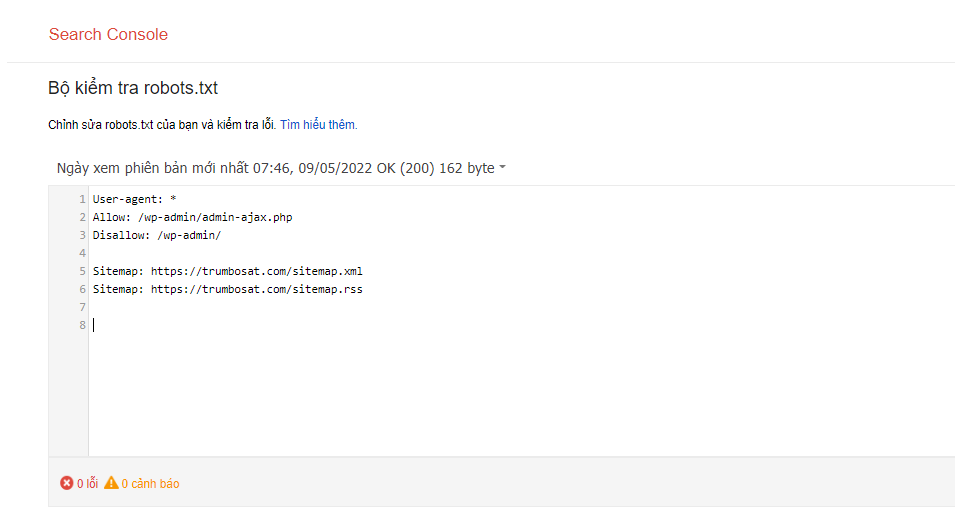 Search Console
Bộ kiểm tra robots.txt
Chỉnh sửa robots.txt của bạn và kiểm tra lỗi. Tìm hiểu thêm.
Ngày xem phiên bản mới nhất 07:46, 09/05/2022 OK (200) 162 byte
1 User-agent: *
2 Allow: /wp-admin/admin-ajax.php
3 Disallow: /wp-admin/
4
5 Sitemap: https://trumbosat.com/sitemap.xml
6 Sitemap: https://trumbosat.com/sitemap.rss
7
8
0 lỗi 0 cảnh báo